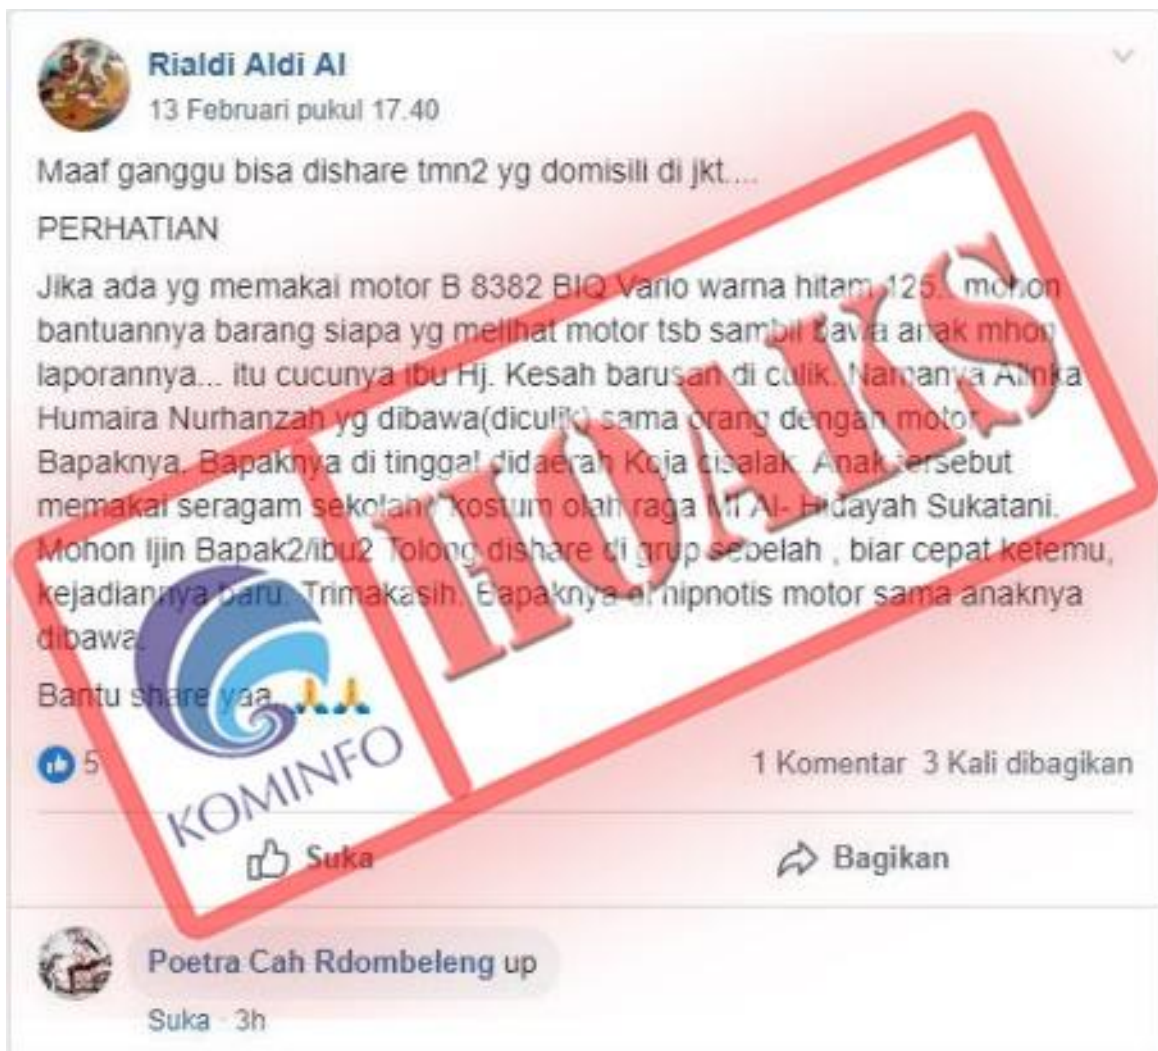 Rialdi Aldi Al
13 Februari pukul 17.40
Maaf ganggu bisa dishare tmn2 yg domisili di jkt....
PERHATIAN
Jika ada yg memakai motor B 8382 BIQ Vario warna hitam 125.. mohon
bantuannya barang siapa yg melihat motor tsb sambil bawa anak mhon
laporannya... itu cucunya ibu Hj. Kesah barusan di culik. Namanya Alinka
Humaira Nurhanzah yg dibawa(diculik) sama orang dengan motor
Bapaknya. Bapaknya di tinggal didaerah Koja cisalak. Anak tersebut
memakai seragam sekolah kostum olah raga MI Al- Hidayah Sukatani.
Mohon Ijin Bapak2/ibu2 Tolong dishare di grup sebelah , biar cepat ketemu,
kejadiannya baru. Trimakasih. Bapaknya di hipnotis motor sama anaknya
dibawa.
Bantu share yaa 🙏🙏
HOAKS
KOMINFO
5
1 Komentar 3 Kali dibagikan
Suka
Bagikan
Poetra Cah Rdombeleng up
Suka · 3h